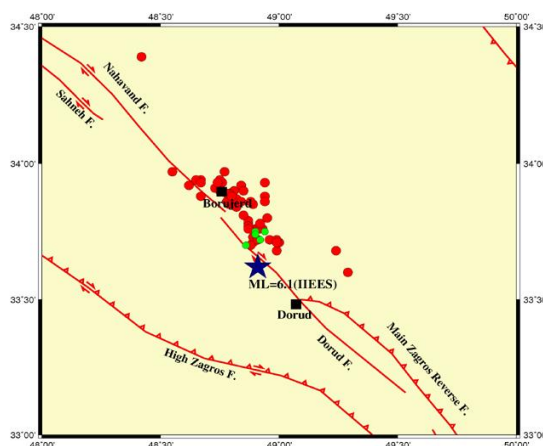 48°00' 48°30' 49°00' 49°30' 50°00'
34°30' 34°30'
Nahavand F.
Sahneh F.
34°00' 34°00'
Borujerd
ML=6.1(IIEES)
33°30' 33°30'
Dorud
High Zagros F.
Dorud F.
Main Zagros Reverse F.
33°00' 33°00'
48°00' 48°30' 49°00' 49°30' 50°00'